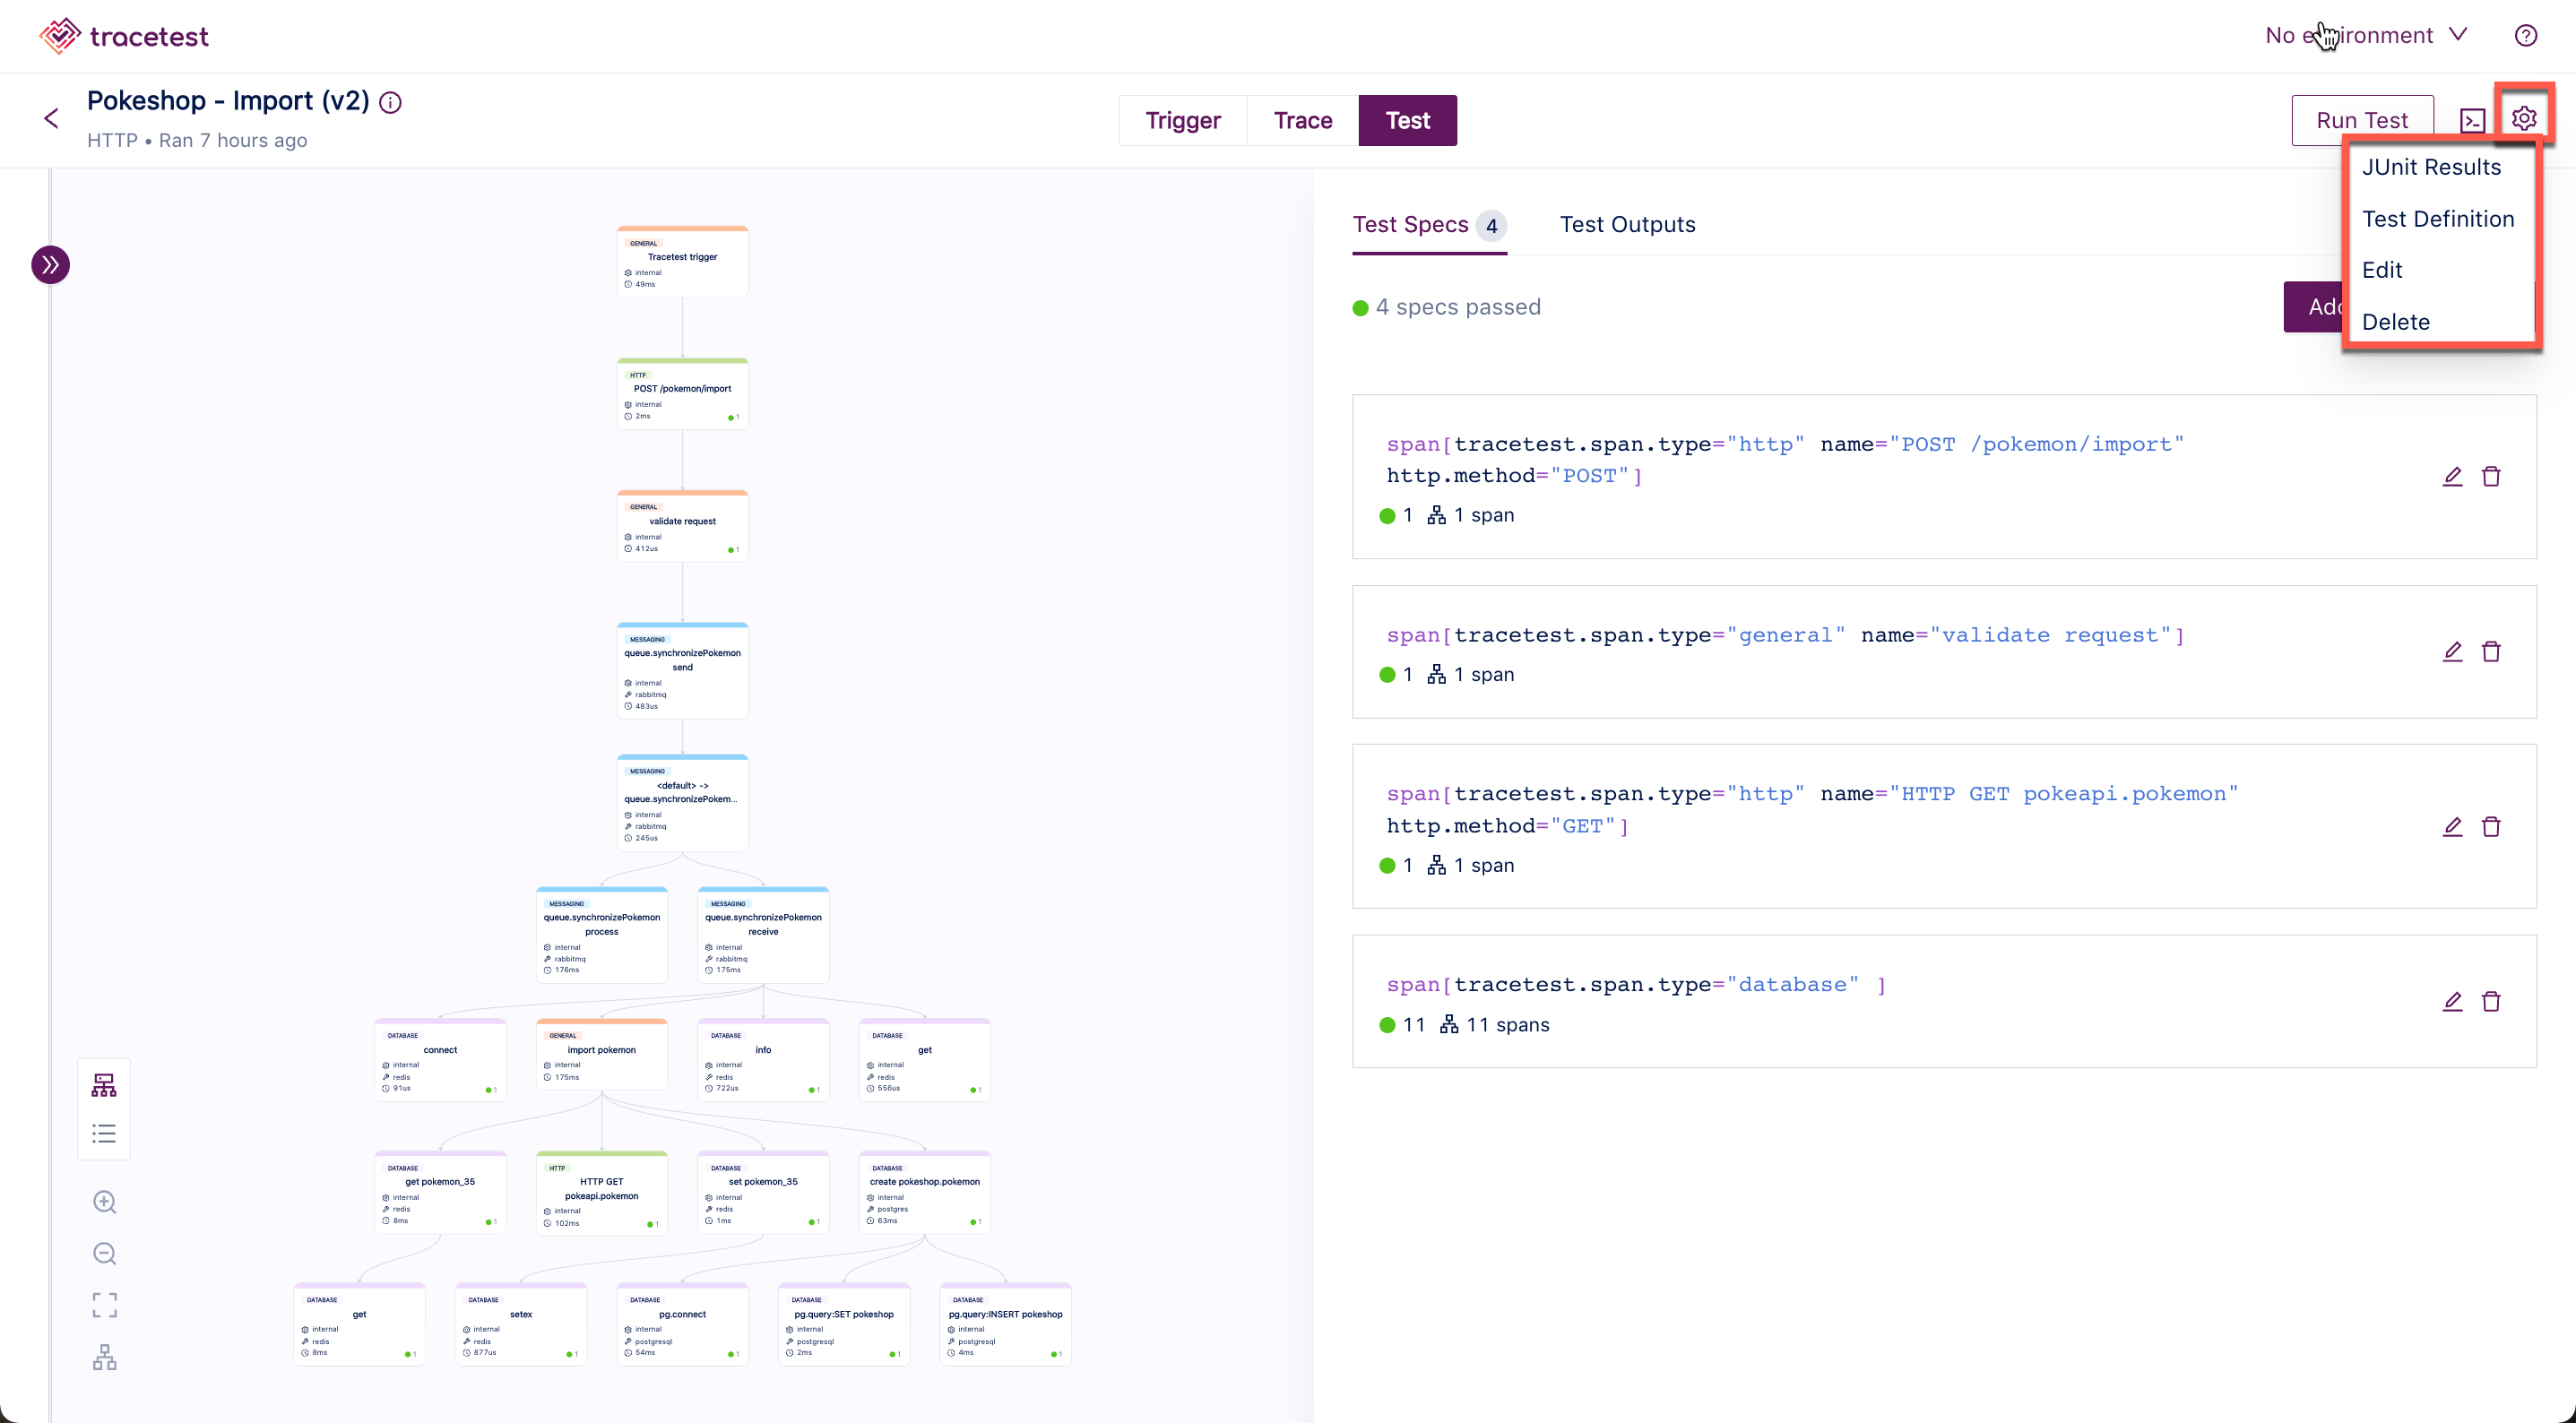 tracetest
No e ironment
Pokeshop - Import (v2)
HTTP • Ran 7 hours ago
Trigger
Trace
Test
Run Test
JUnit Results
Test Definition
Edit
Delete
GENERAL
Tracetest trigger
internal
49ms
HTTP
POST /pokemon/import
internal
2ms
1
GENERAL
validate request
internal
412us
1
MESSAGING
queue.synchronizePokemon
send
internal
rabbitmq
483us
MESSAGING
<default> ->
queue.synchronizePokem...
internal
rabbitmq
245us
MESSAGING
queue.synchronizePokemon
process
internal
rabbitmq
176ms
MESSAGING
queue.synchronizePokemon
receive
internal
rabbitmq
175ms
DATABASE
connect
internal
redis
91us
1
GENERAL
import pokemon
internal
175ms
DATABASE
info
internal
redis
722us
1
DATABASE
get
internal
redis
556us
1
DATABASE
get pokemon_35
internal
redis
8ms
1
HTTP
HTTP GET
pokeapi.pokemon
internal
102ms
1
DATABASE
set pokemon_35
internal
redis
1ms
1
DATABASE
create pokeshop.pokemon
internal
postgres
63ms
1
DATABASE
get
internal
redis
8ms
1
DATABASE
setex
internal
redis
877us
1
DATABASE
pg.connect
internal
postgresql
54ms
1
DATABASE
pg.query:SET pokeshop
internal
postgresql
2ms
1
DATABASE
pg.query:INSERT pokeshop
internal
postgresql
4ms
1
Test Specs 4
Test Outputs
4 specs passed
Add
span[tracetest.span.type="http" name="POST /pokemon/import"
http.method="POST"]
1 1 span
span[tracetest.span.type="general" name="validate request"]
1 1 span
span[tracetest.span.type="http" name="HTTP GET pokeapi.pokemon"
http.method="GET"]
1 1 span
span[tracetest.span.type="database" ]
11 11 spans